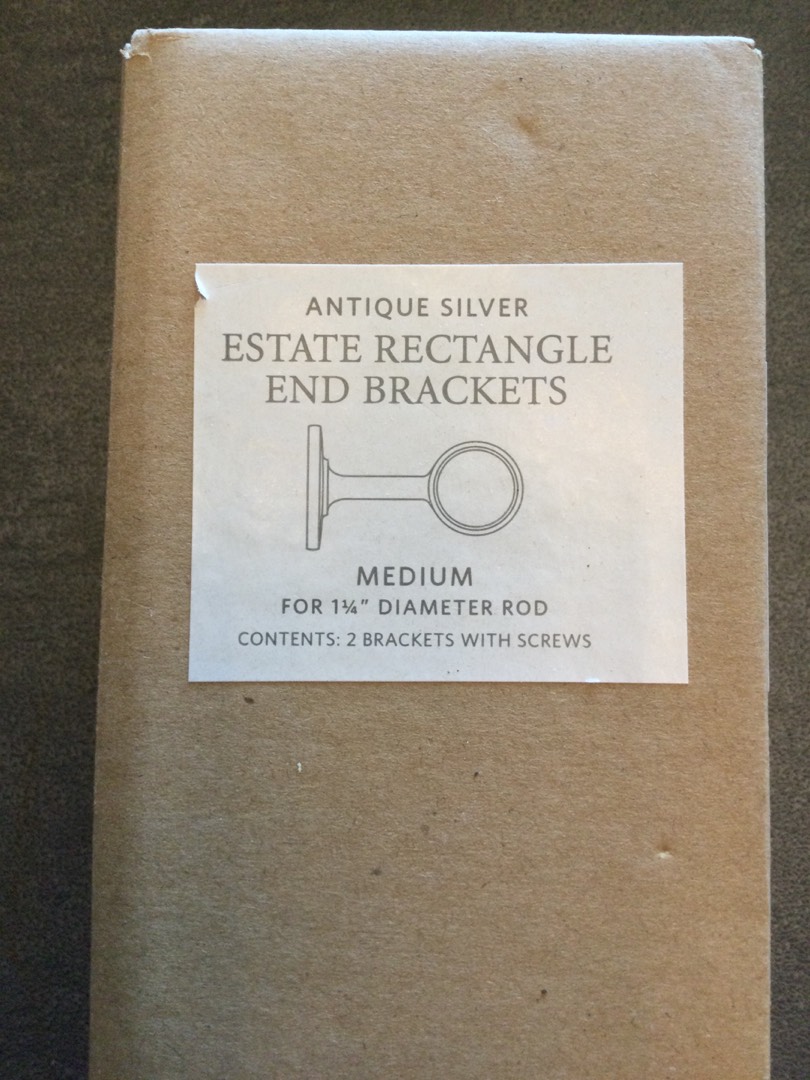 ANTIQUE SILVER
ESTATE RECTANGLE
END BRACKETS
MEDIUM
FOR 1¼” DIAMETER ROD
CONTENTS: 2 BRACKETS WITH SCREWS